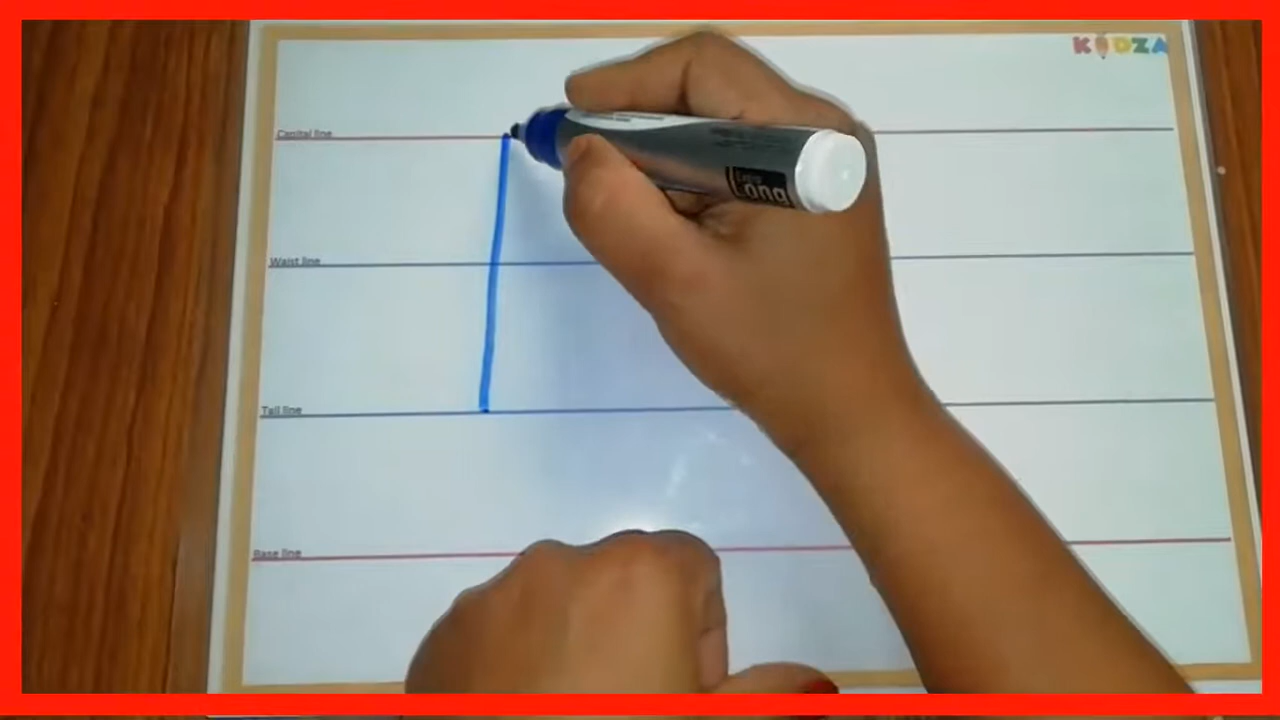 KIDZA
Capital line
Waist line
Tail line
Base line
Long